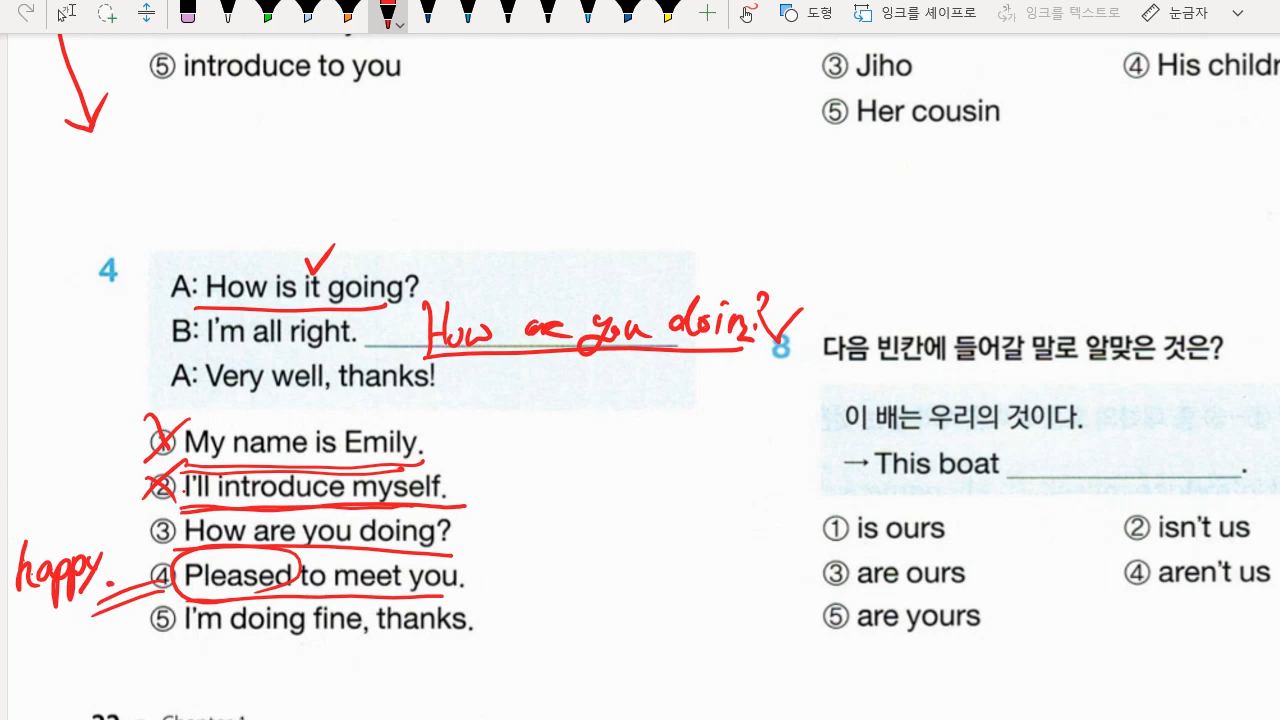 도형
잉크를 셰이프로
잉크를 텍스트로
눈금자
⑤ introduce to you
4
A: How is it going?
B: I'm all right. How are you doing?
A: Very well, thanks!
① My name is Emily.
② I'll introduce myself.
③ How are you doing?
happy.
④ Pleased to meet you.
⑤ I'm doing fine, thanks.
③ Jiho
④ His childr
⑤ Her cousin
8 다음 빈칸에 들어갈 말로 알맞은 것은?
이 배는 우리의 것이다.
→ This boat ____________.
① is ours
② isn't us
③ are ours
④ aren't us
⑤ are yours